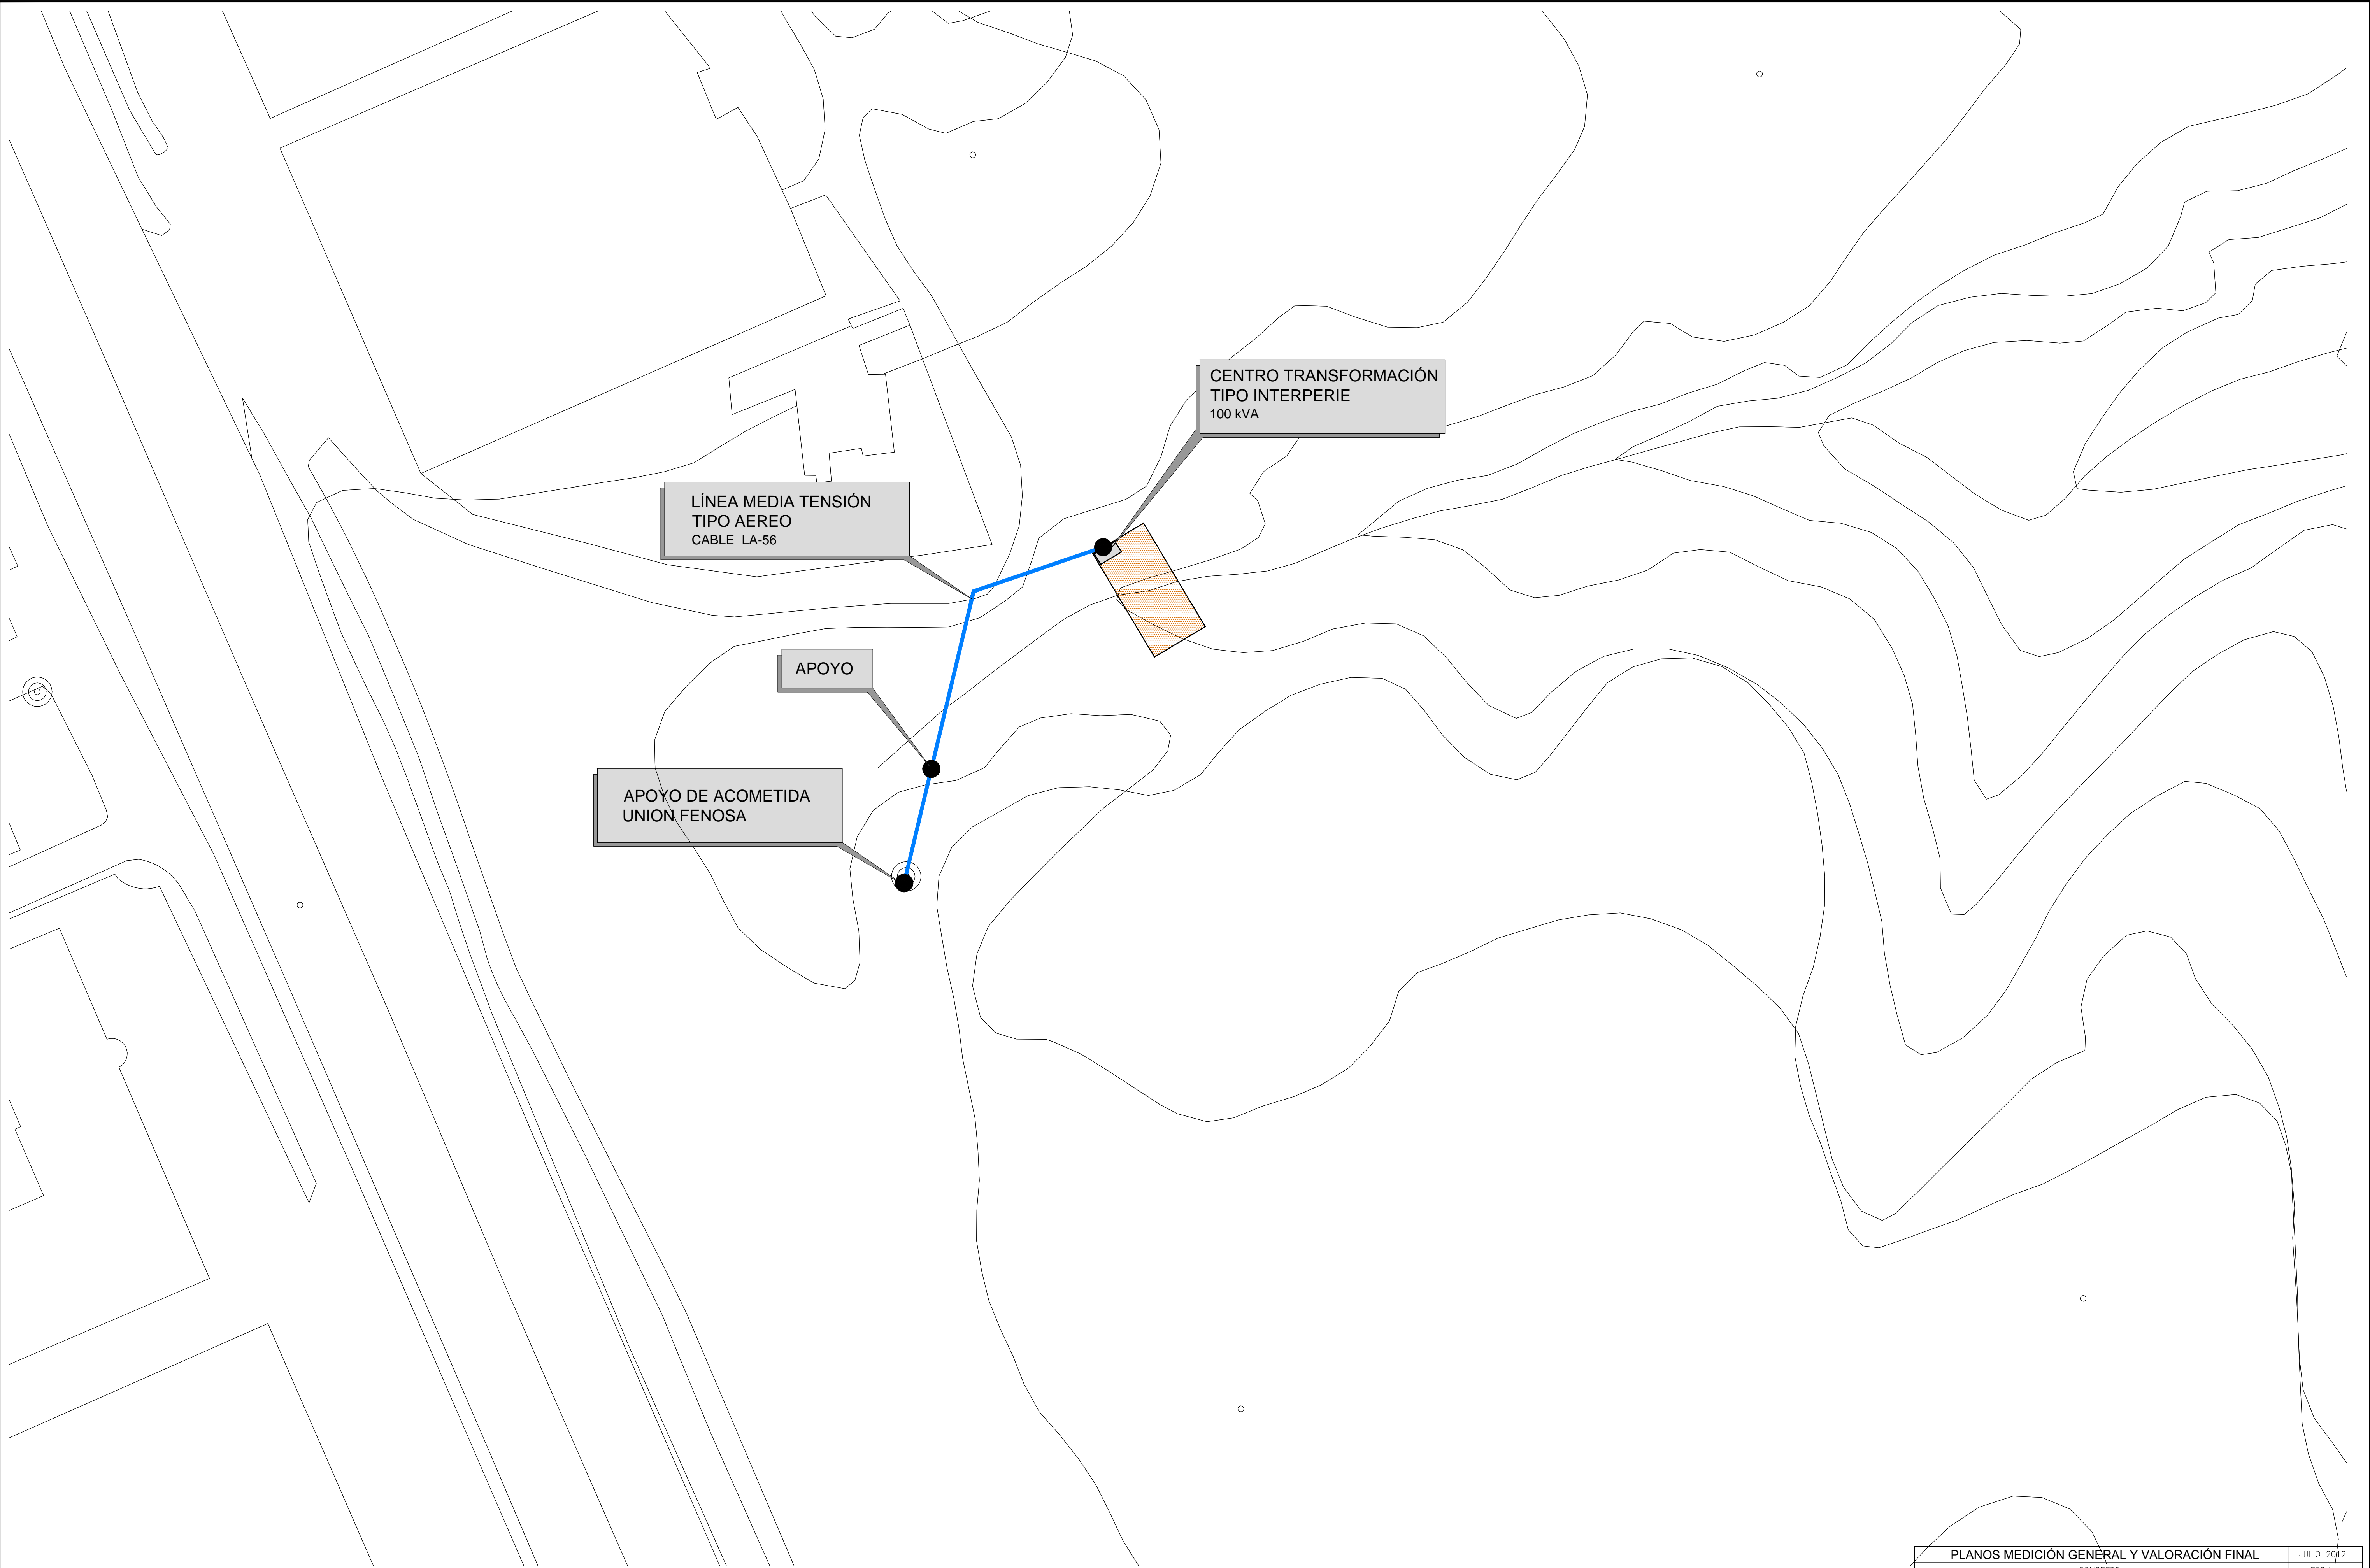 CENTRO TRANSFORMACIÓN
TIPO INTERPERIE
100 kVA
LÍNEA MEDIA TENSIÓN
TIPO AEREO
CABLE LA-56
APOYO
APOYO DE ACOMETIDA
UNION FENOSA
PLANOS MEDICIÓN GENERAL Y VALORACIÓN FINAL
JULIO 2012